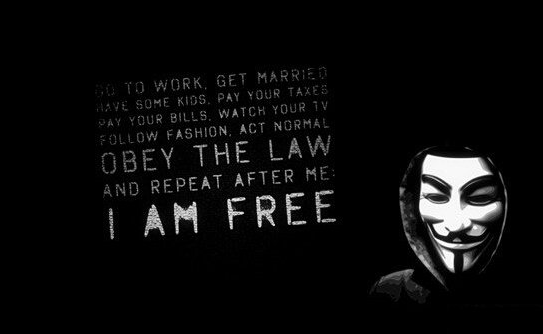 GO TO WORK, GET MARRIED
HAVE SOME KIDS, PAY YOUR TAXES
PAY YOUR BILLS, WATCH YOUR TV
FOLLOW FASHION, ACT NORMAL
OBEY THE LAW
AND REPEAT AFTER ME:
I AM FREE